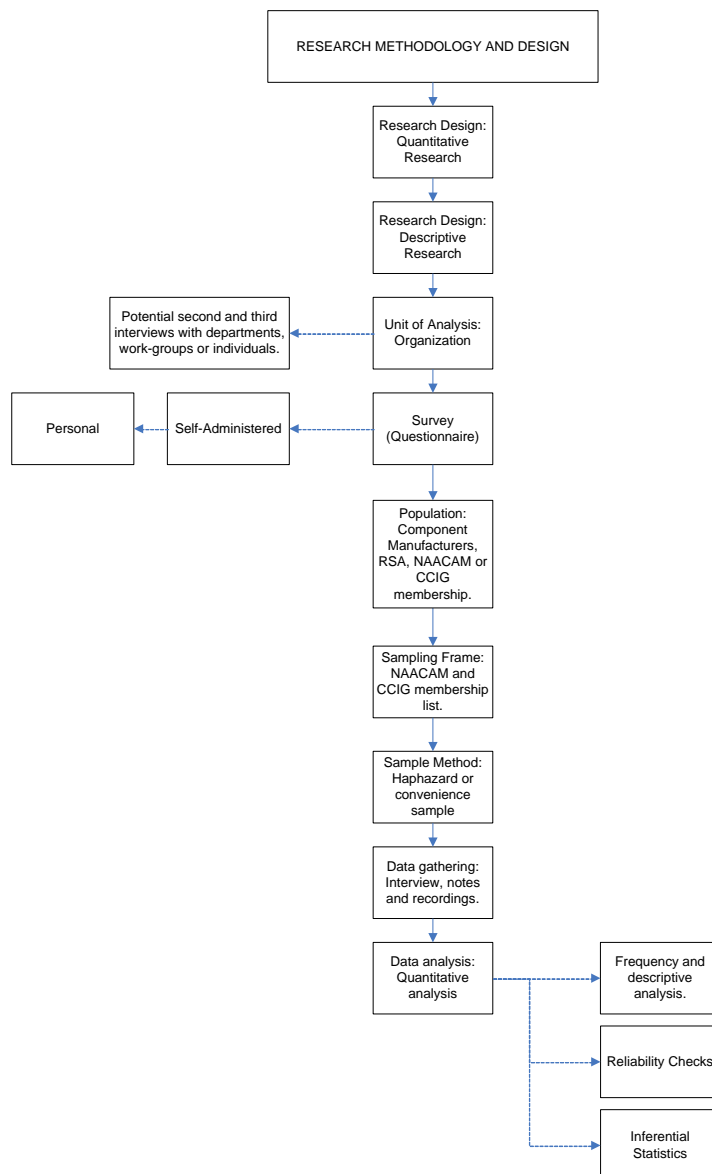 RESEARCH METHODOLOGY AND DESIGN
Research Design:
Quantitative
Research
Research Design:
Descriptive
Research
Potential second and third
interviews with departments,
work-groups or individuals.
Unit of Analysis:
Organization
Personal
Self-Administered
Survey
(Questionnaire)
Population:
Component
Manufacturers,
RSA, NAACAM or
CCIG
membership.
Sampling Frame:
NAACAM and
CCIG membership
list.
Sample Method:
Haphazard or
convenience
sample
Data gathering:
Interview, notes
and recordings.
Data analysis:
Quantitative
analysis
Frequency and
descriptive
analysis.
Reliability Checks
Inferential
Statistics